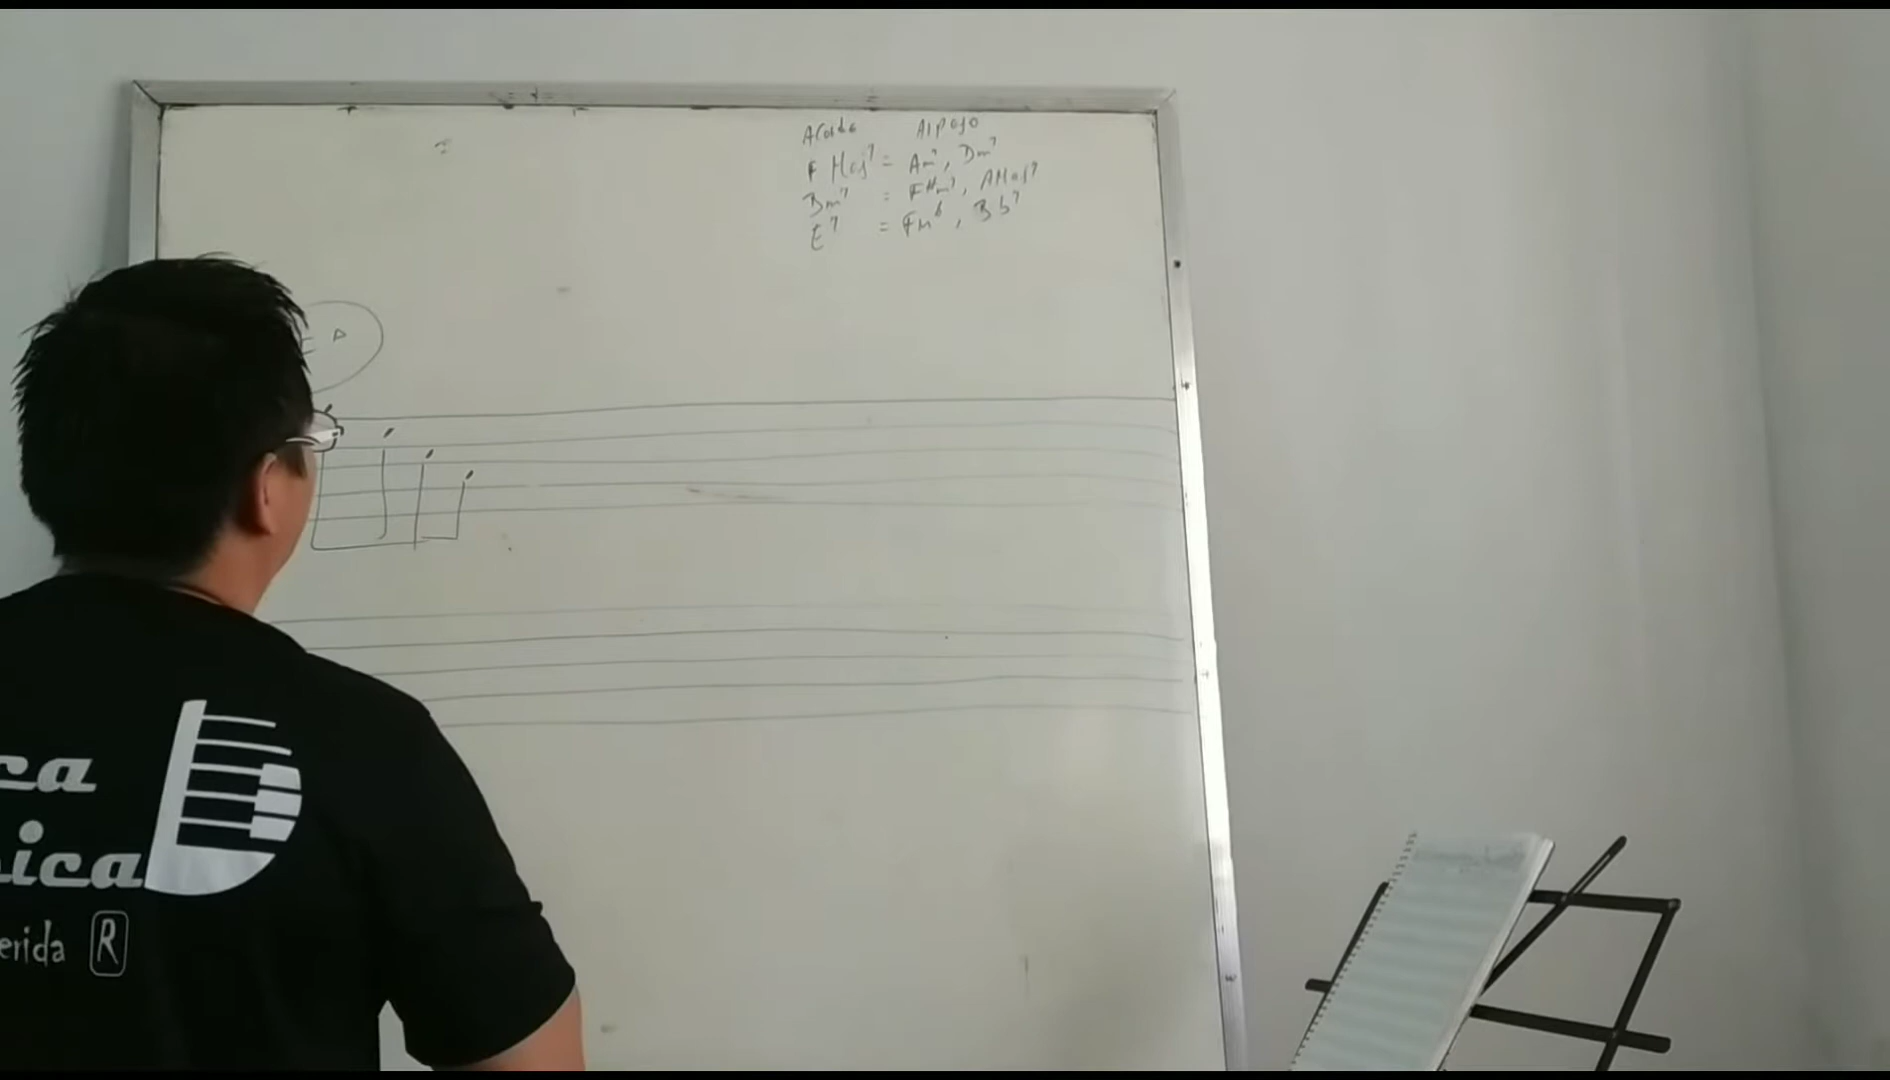 Acorde Arpegio
F Maj7 = Am7, Dm7
Bm7 = F#m7, AMaj7
E7 = Fm6, Bb7
ca
ica
erida R